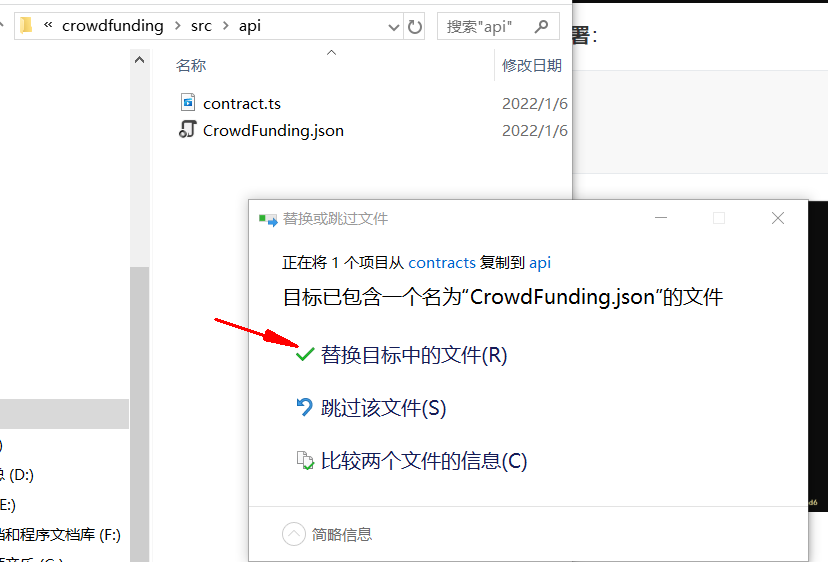 « crowdfunding › src › api
搜索"api"
署：
名称
修改日期
contract.ts
2022/1/6
CrowdFunding.json
2022/1/6
替换或跳过文件
正在将 1 个项目从 contracts 复制到 api
目标已包含一个名为“CrowdFunding.json”的文件
替换目标中的文件(R)
跳过该文件(S)
比较两个文件的信息(C)
简略信息
)
(D:)
E:)
和程序文档库 (F:)
d6